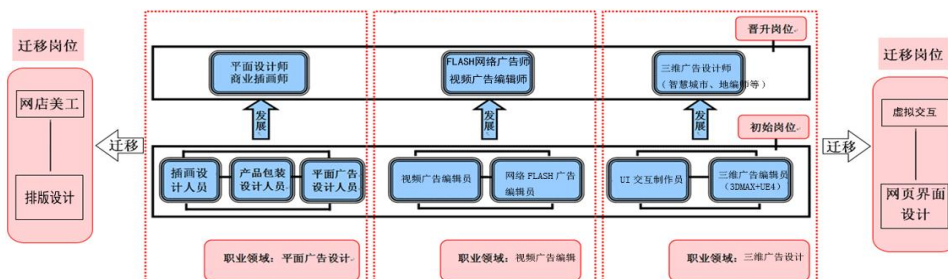 晋升岗位
迁移岗位
迁移岗位
平面设计师
商业插画师
FLASH网络广告师
视频广告编辑师
三维广告设计师
(智慧城市、地编师等)
网店美工
虚拟交互
发展
发展
发展
初始岗位
迁移
迁移
插画设
计人员
产品包装
设计人员
平面广告
设计人员
视频广告编辑员
网络FLASH广告
编辑员
UI交互制作员
三维广告编辑员
(3DMAX+UE4)
排版设计
网页界面
设计
职业领域:平面广告设计
职业领域:视频广告编辑
职业领域:三维广告设计